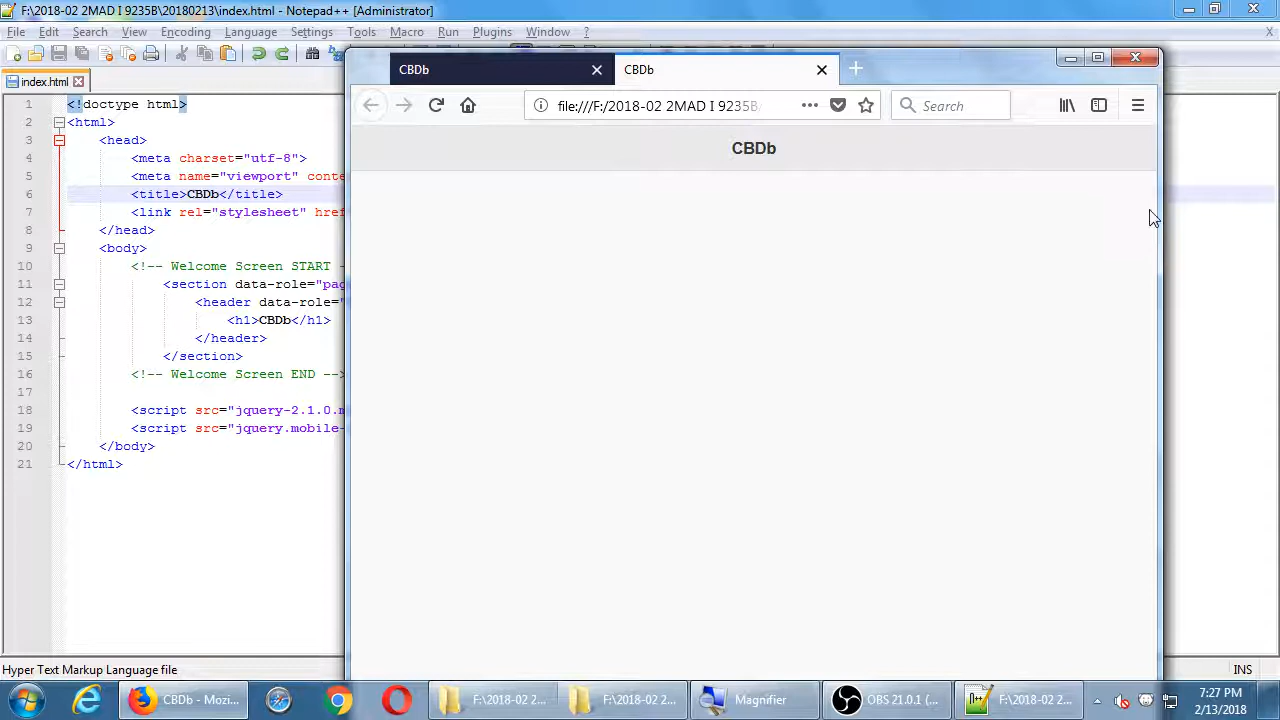 F:\2018-02 2MAD I 9235B\20180213\index.html - Notepad++ [Administrator]
File Edit Search View Encoding Language Settings Tools Macro Run Plugins Window ? X
index.html
1 <!doctype html>
2 <html>
3 <head>
4 <meta charset="utf-8">
5 <meta name="viewport" conte
6 <title>CBDb</title>
7 <link rel="stylesheet" href
8 </head>
9 <body>
10 <!-- Welcome Screen START -
11 <section data-role="pag
12 <header data-role="
13 <h1>CBDb</h1>
14 </header>
15 </section>
16 <!-- Welcome Screen END -->
17
18 <script src="jquery-2.1.0.m
19 <script src="jquery.mobile-
20 </body>
21 </html>
CBDb
CBDb
file:///F:/2018-02 2MAD I 9235B/
Search
CBDb
Hyper Text Markup Language file
INS
CBDb - Mozi...
F:\2018-02 2...
F:\2018-02 2...
Magnifier
OBS 21.0.1 (...
F:\2018-02 2...
7:27 PM
2/13/2018